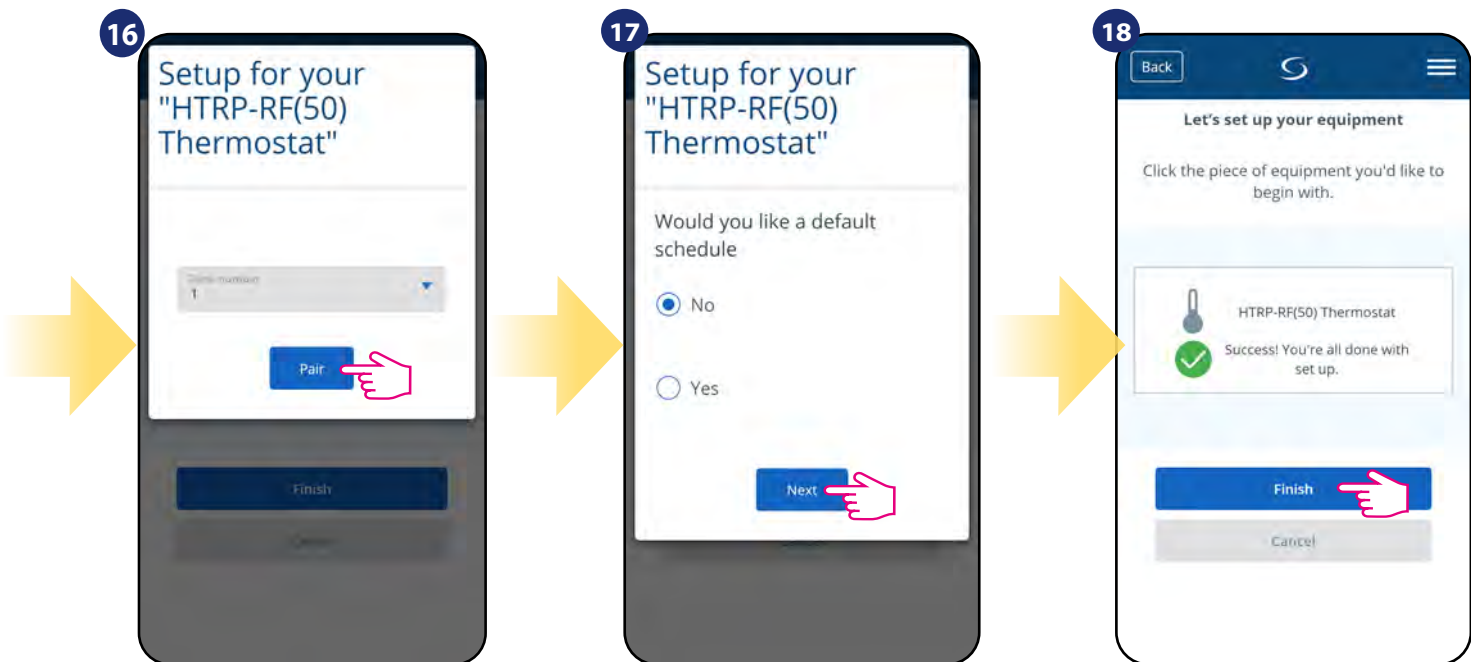 16
Setup for your
"HTRP-RF(50)
Thermostat"
1
Pair
Finish
17
Setup for your
"HTRP-RF(50)
Thermostat"
Would you like a default
schedule
No
Yes
Next
18
Back
Let's set up your equipment
Click the piece of equipment you'd like to
begin with.
HTRP-RF(50) Thermostat
Success! You're all done with
set up.
Finish
Cancel